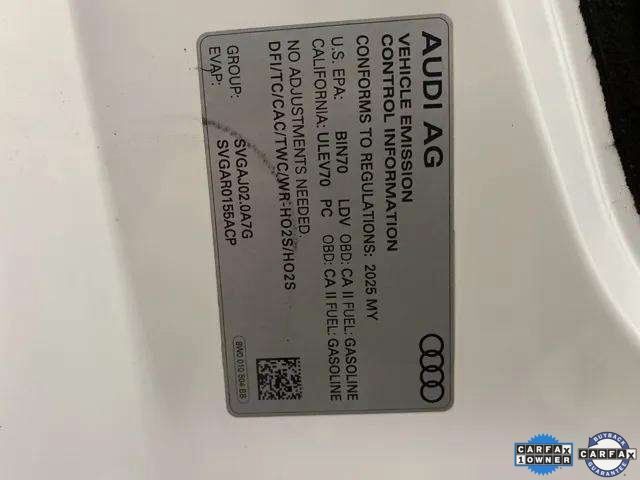 AUDI AG
VEHICLE EMISSION
CONTROL INFORMATION
CONFORMS TO REGULATIONS: 2025 MY
U.S. EPA: BIN70 LDV OBD: CA II FUEL: GASOLINE
CALIFORNIA: ULEV70 PC OBD: CA II FUEL: GASOLINE
NO ADJUSTMENTS NEEDED.
DFI/TC/CAC/TWC/WR-HO2S/HO2S
GROUP: SVGAJ02.0A7G
EVAP: SVGAR0155ACP
CARFAX
1 OWNER
BUYBACK
CARFAX
GUARANTEE